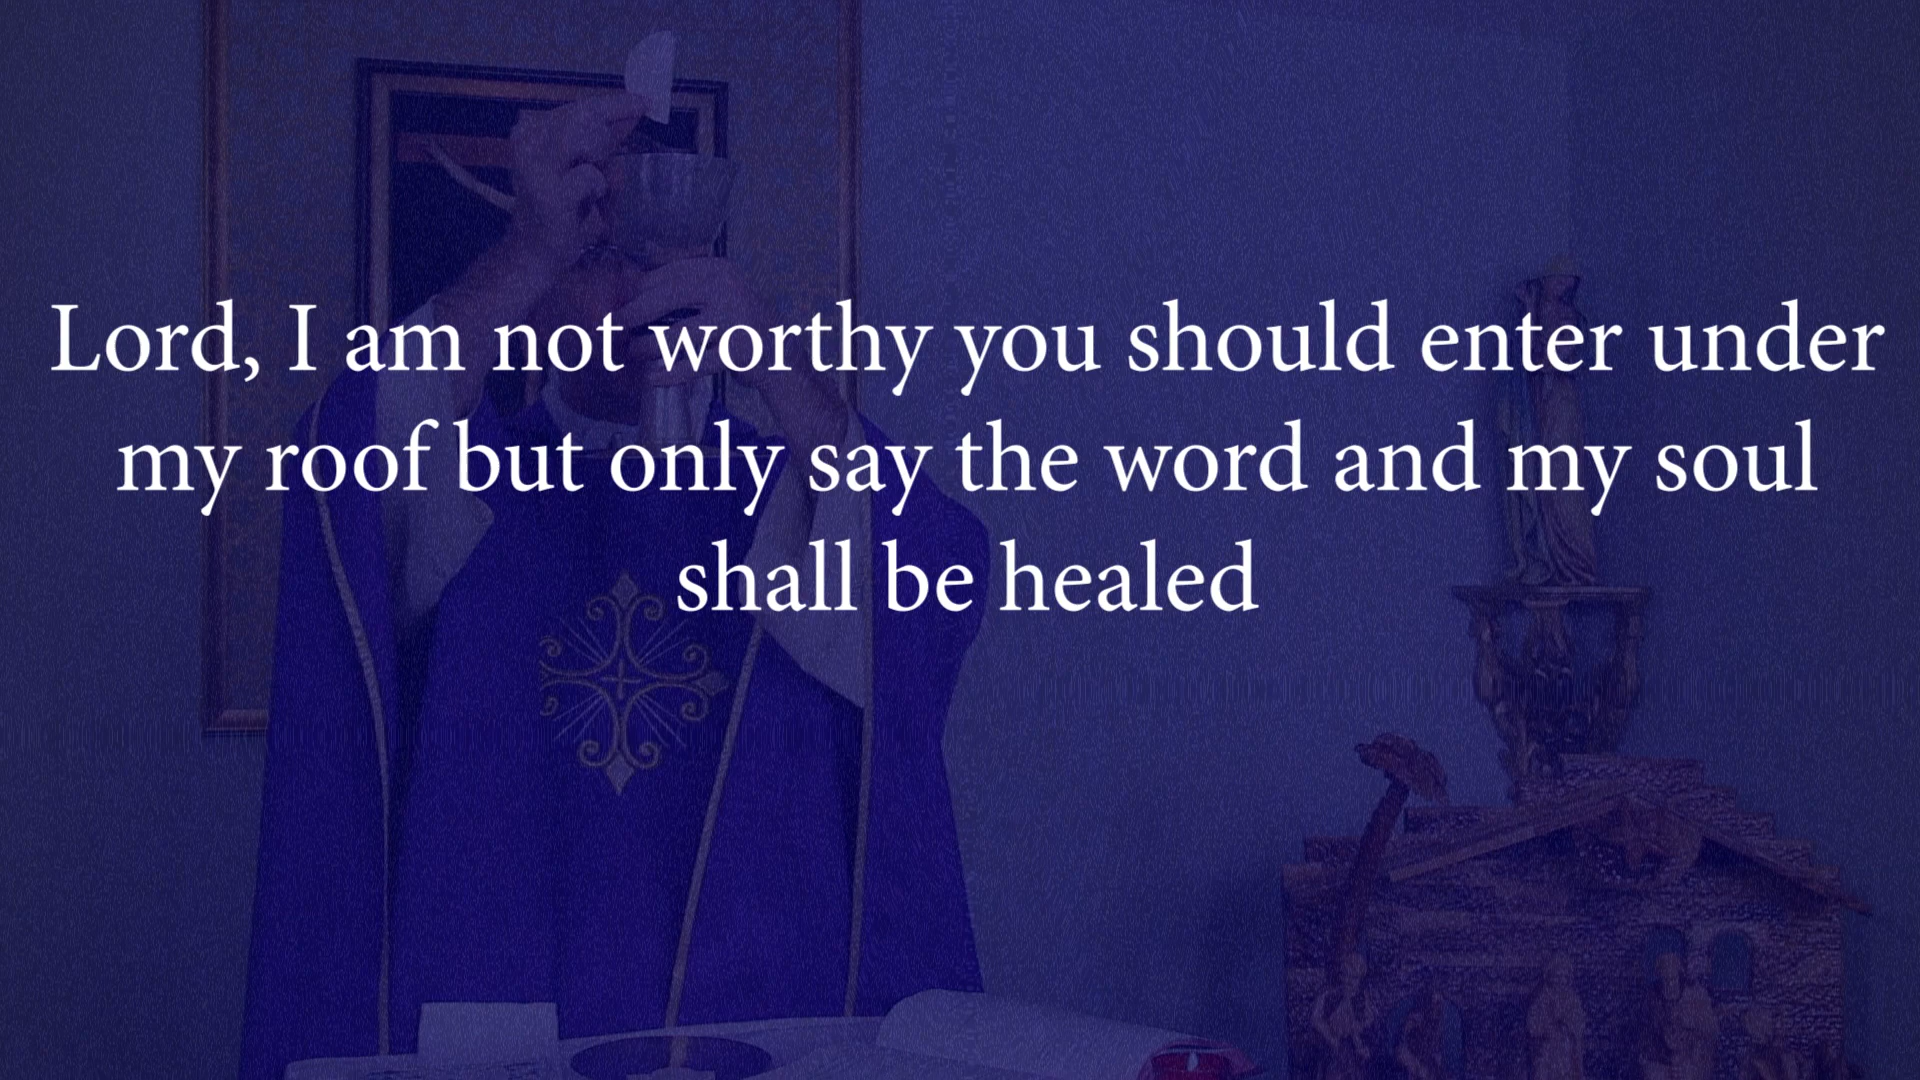 Lord, I am not worthy you should enter under
my roof but only say the word and my soul
shall be healed